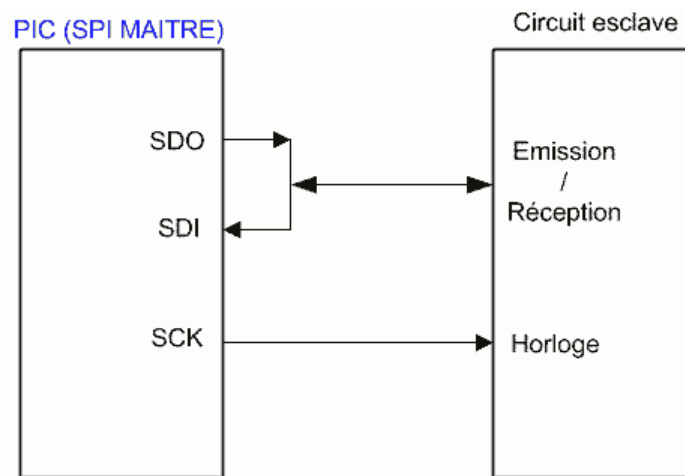 PIC (SPI MAITRE)
Circuit esclave
SDO
SDI
SCK
Emission
/
Réception
Horloge